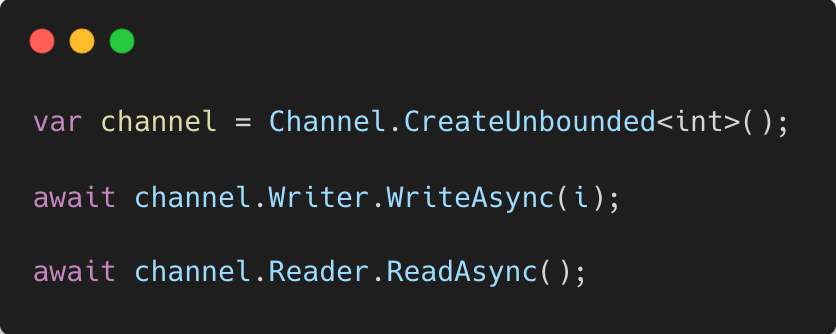 var channel = Channel.CreateUnbounded<int>();
await channel.Writer.WriteAsync(i);
await channel.Reader.ReadAsync();